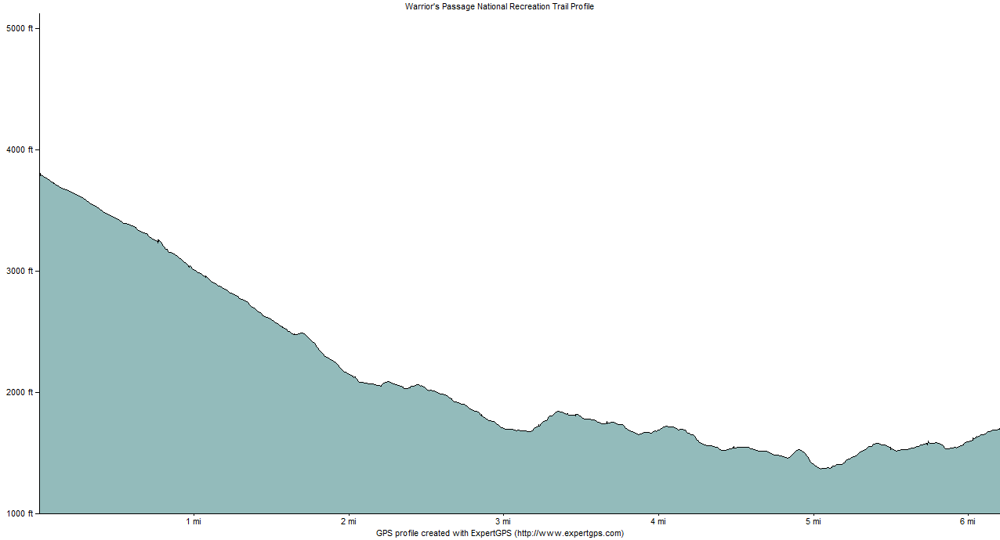 Warrior's Passage National Recreation Trail Profile
5000 ft
4000 ft
3000 ft
2000 ft
1000 ft
1 mi 2 mi 3 mi 4 mi 5 mi 6 mi
GPS profile created with ExpertGPS (http://www.expertgps.com)